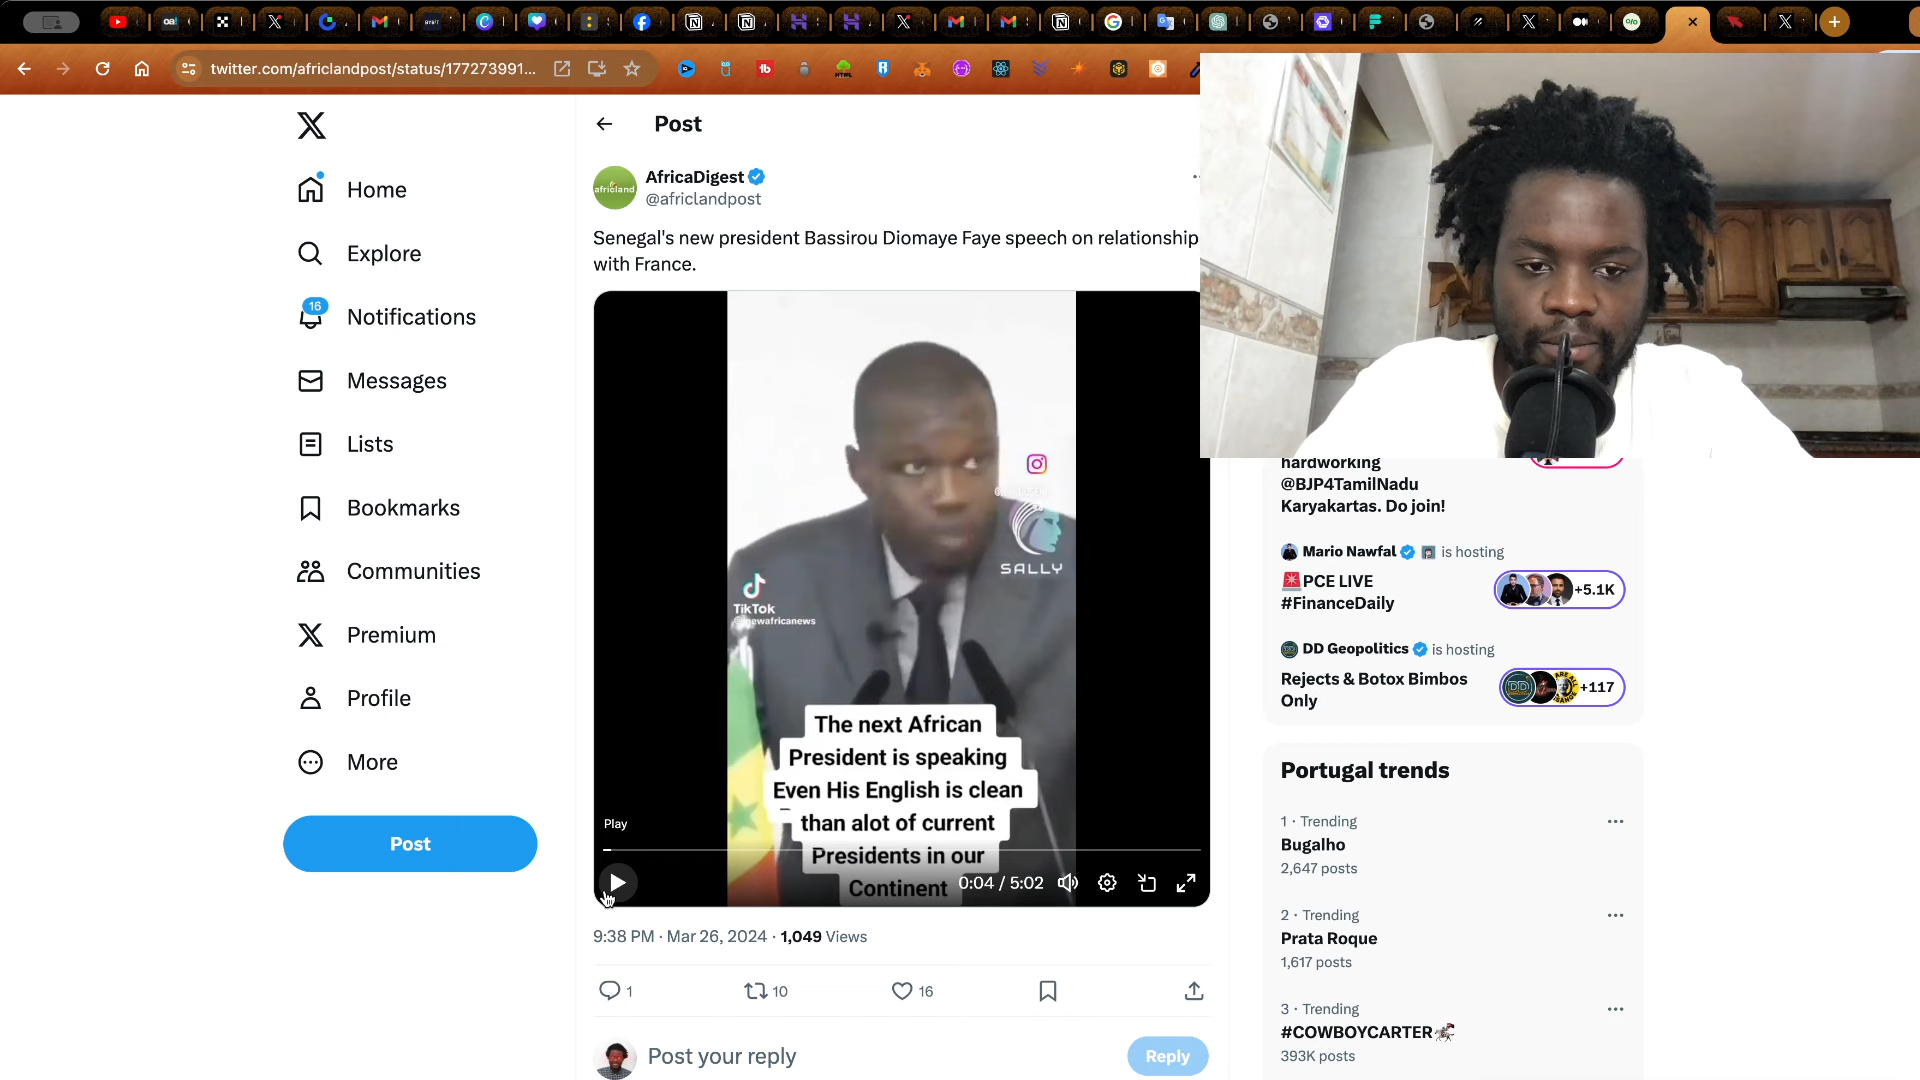 twitter.com/africlandpost/status/177273991...
Post
Home
Explore
16
Notifications
Messages
Lists
Bookmarks
Communities
Premium
Profile
More
Post
africland
AfricaDigest
@africlandpost
Senegal's new president Bassirou Diomaye Faye speech on relationship
with France.
SALLY
TikTok
@newafricanews
The next African
President is speaking
Even His English is clean
than alot of current
Presidents in our
Continent
Play
0:04 / 5:02
9:38 PM · Mar 26, 2024 · 1,049 Views
1
10
16
Post your reply
Reply
hardworking
@BJP4TamilNadu
Karyakartas. Do join!
Mario Nawfal is hosting
PCE LIVE
#FinanceDaily
+5.1K
DD Geopolitics is hosting
Rejects & Botox Bimbos
Only
+117
Portugal trends
1 · Trending
Bugalho
2,647 posts
2 · Trending
Prata Roque
1,617 posts
3 · Trending
#COWBOYCARTER
393K posts